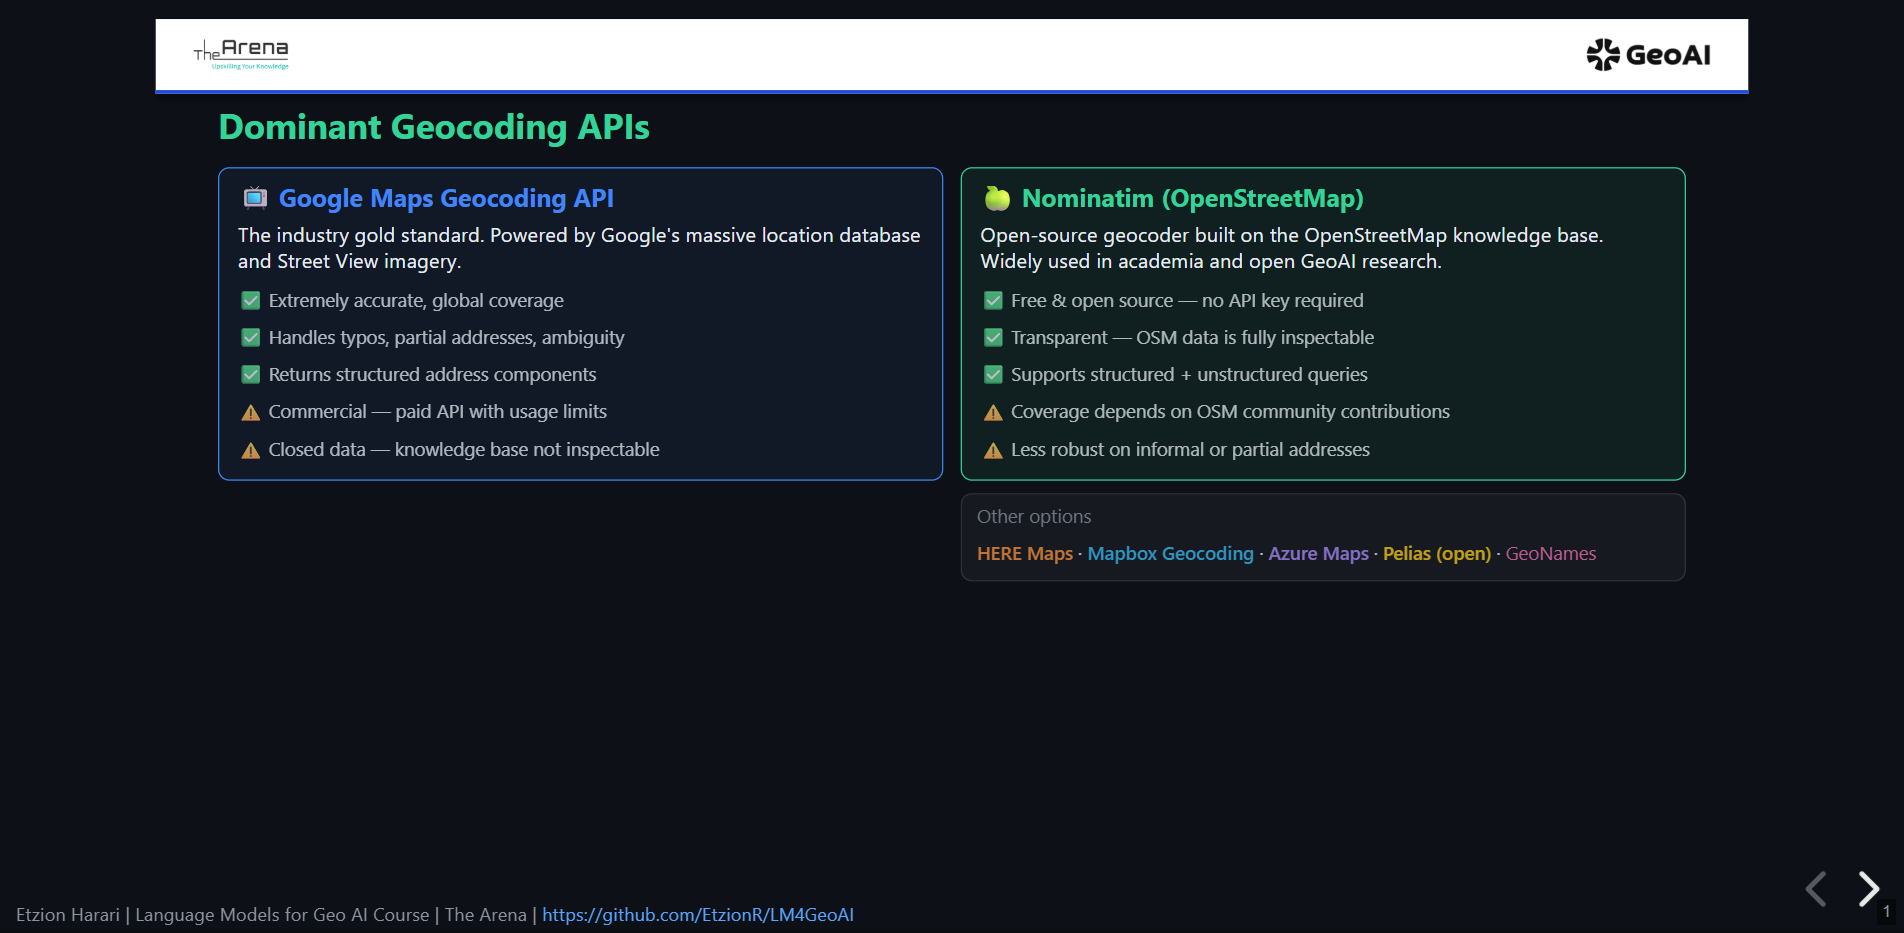 The Arena
Upskilling Your Knowledge
GeoAI
Dominant Geocoding APIs
Google Maps Geocoding API
The industry gold standard. Powered by Google's massive location database
and Street View imagery.
Extremely accurate, global coverage
Handles typos, partial addresses, ambiguity
Returns structured address components
Commercial — paid API with usage limits
Closed data — knowledge base not inspectable
Nominatim (OpenStreetMap)
Open-source geocoder built on the OpenStreetMap knowledge base.
Widely used in academia and open GeoAI research.
Free & open source — no API key required
Transparent — OSM data is fully inspectable
Supports structured + unstructured queries
Coverage depends on OSM community contributions
Less robust on informal or partial addresses
Other options
HERE Maps · Mapbox Geocoding · Azure Maps · Pelias (open) · GeoNames
Etzion Harari | Language Models for Geo AI Course | The Arena | https://github.com/EtzionR/LM4GeoAI
1